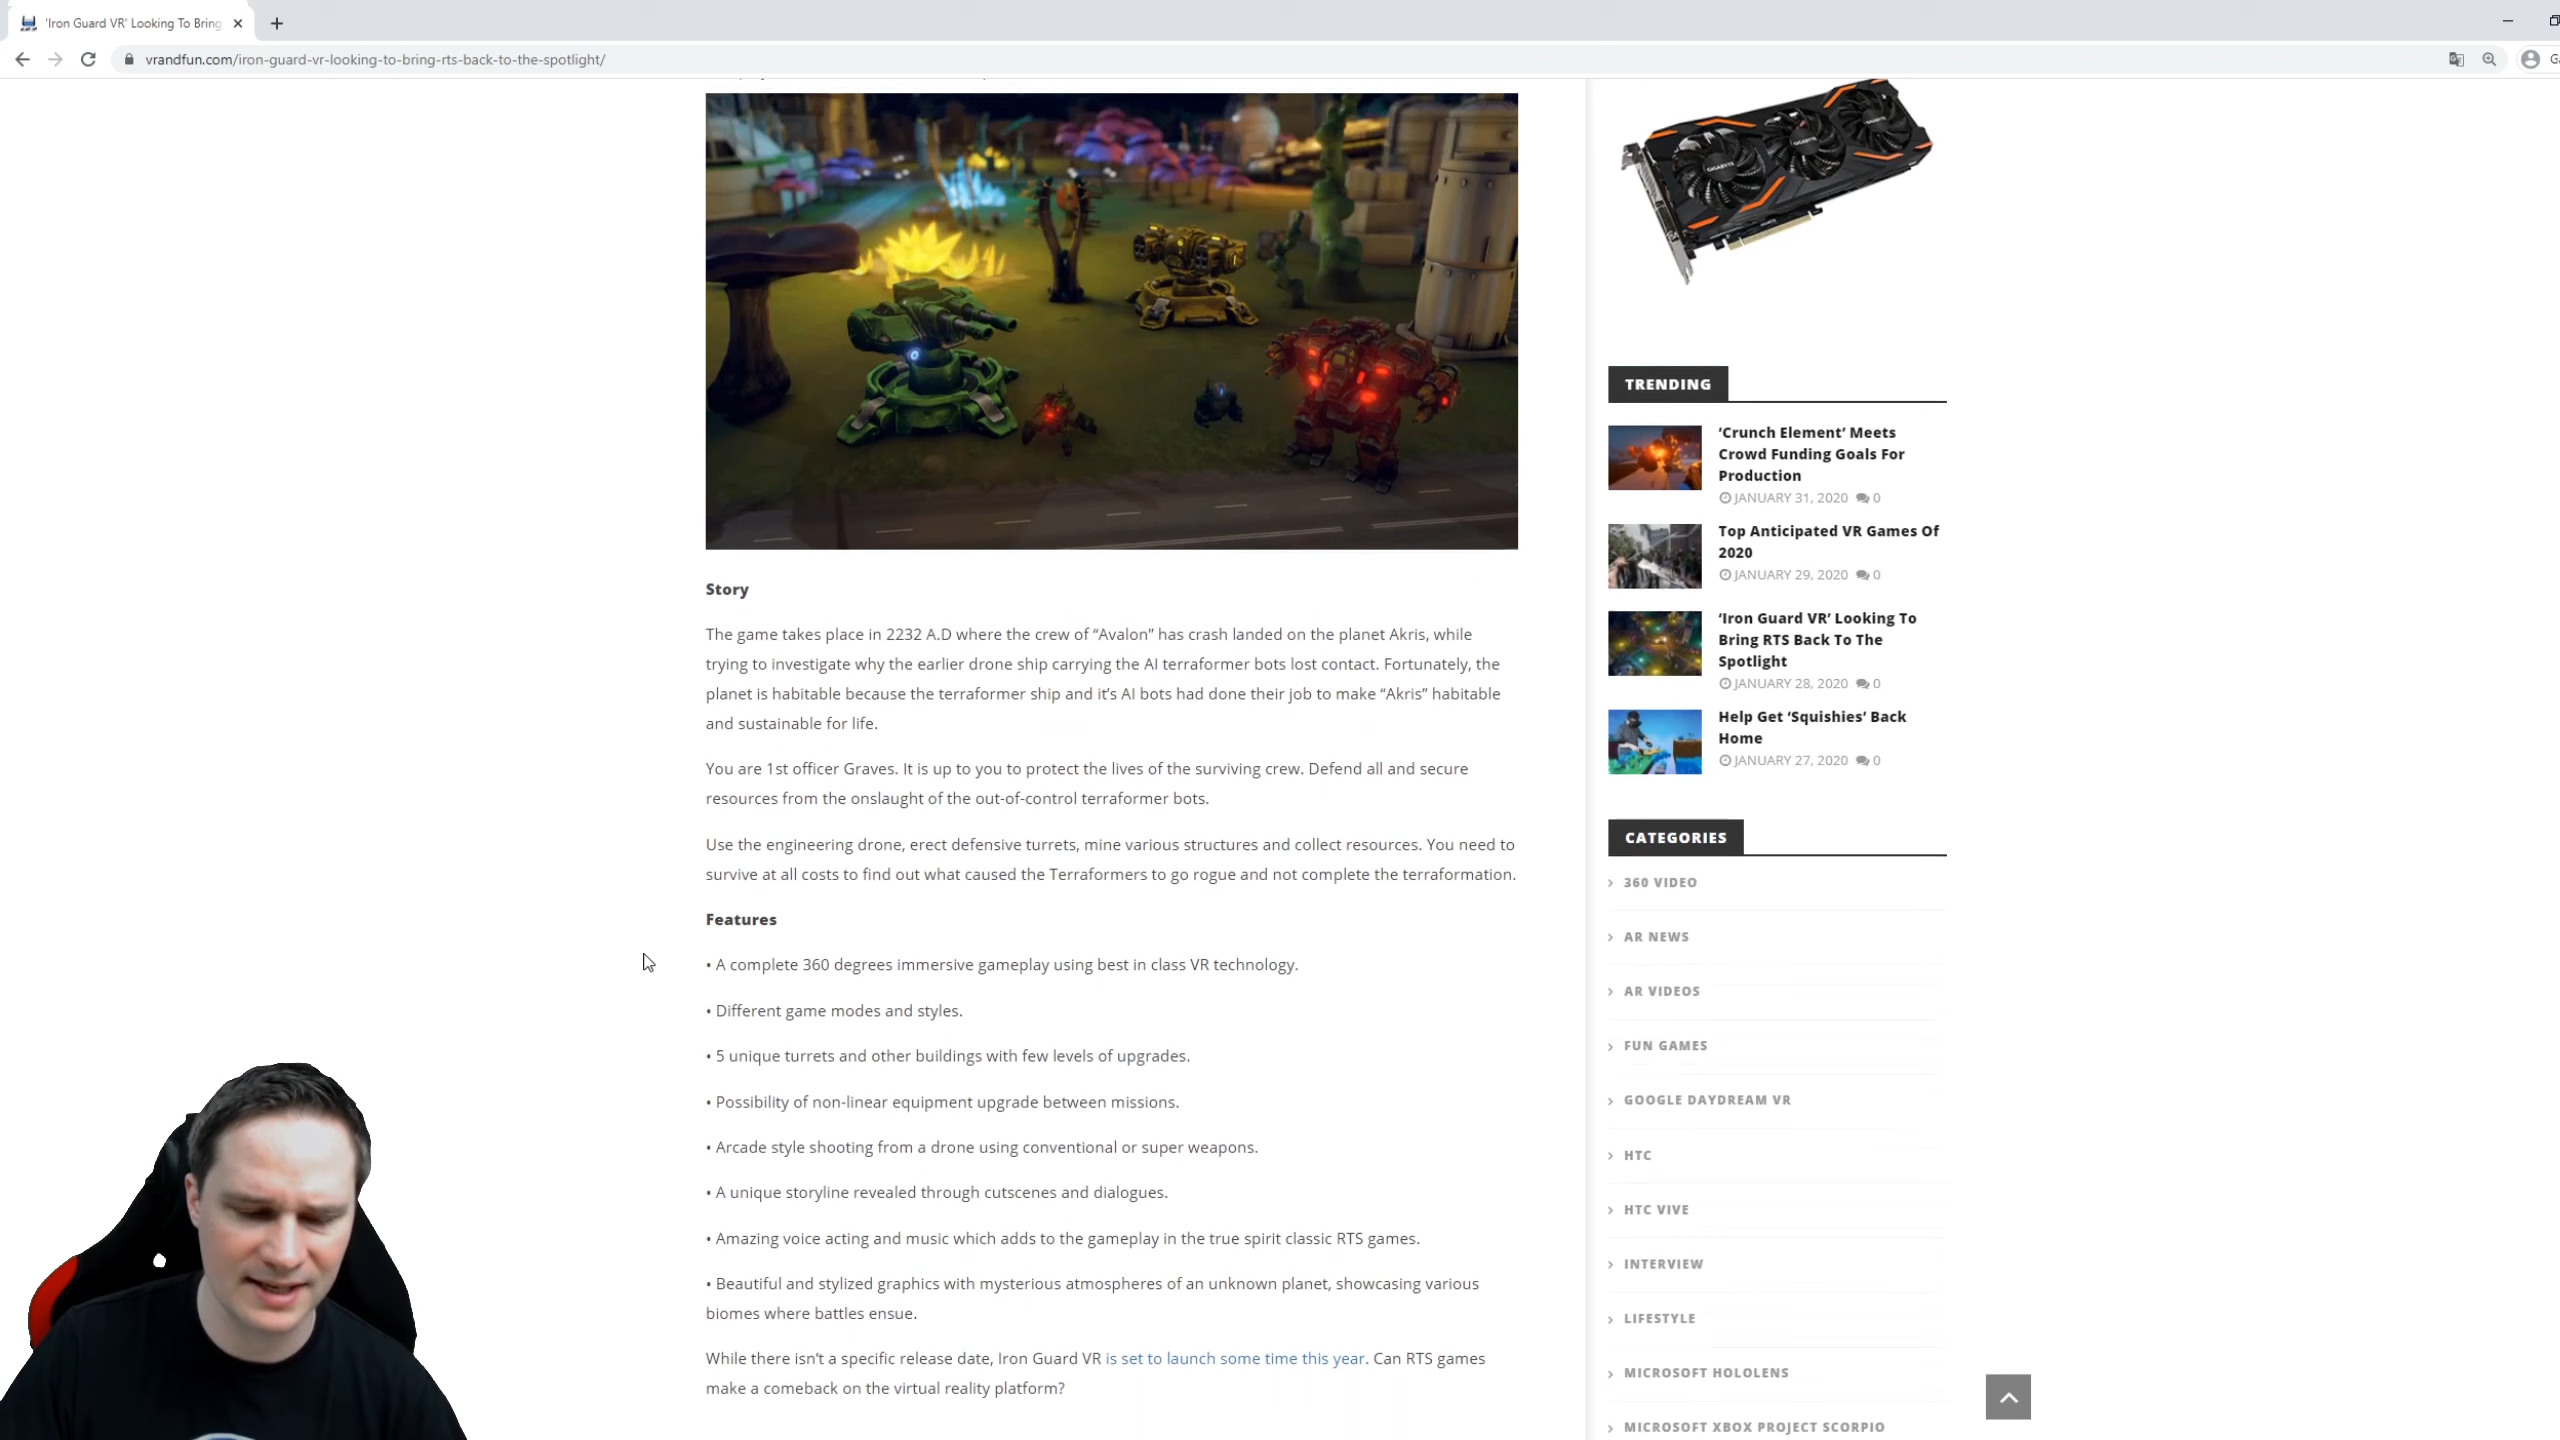 'Iron Guard VR' Looking To Bring
vrandfun.com/iron-guard-vr-looking-to-bring-rts-back-to-the-spotlight/
GIGABYTE
GIGABYTE
GIGABYTE
Story
The game takes place in 2232 A.D where the crew of “Avalon” has crash landed on the planet Akris, while
trying to investigate why the earlier drone ship carrying the AI terraformer bots lost contact. Fortunately, the
planet is habitable because the terraformer ship and it’s AI bots had done their job to make “Akris” habitable
and sustainable for life.
You are 1st officer Graves. It is up to you to protect the lives of the surviving crew. Defend all and secure
resources from the onslaught of the out-of-control terraformer bots.
Use the engineering drone, erect defensive turrets, mine various structures and collect resources. You need to
survive at all costs to find out what caused the Terraformers to go rogue and not complete the terraformation.
Features
• A complete 360 degrees immersive gameplay using best in class VR technology.
• Different game modes and styles.
• 5 unique turrets and other buildings with few levels of upgrades.
• Possibility of non-linear equipment upgrade between missions.
• Arcade style shooting from a drone using conventional or super weapons.
• A unique storyline revealed through cutscenes and dialogues.
• Amazing voice acting and music which adds to the gameplay in the true spirit classic RTS games.
• Beautiful and stylized graphics with mysterious atmospheres of an unknown planet, showcasing various
biomes where battles ensue.
While there isn’t a specific release date, Iron Guard VR is set to launch some time this year. Can RTS games
make a comeback on the virtual reality platform?
TRENDING
‘Crunch Element’ Meets
Crowd Funding Goals For
Production
JANUARY 31, 2020 0
Top Anticipated VR Games Of
2020
JANUARY 29, 2020 0
‘Iron Guard VR’ Looking To
Bring RTS Back To The
Spotlight
JANUARY 28, 2020 0
Help Get ‘Squishies’ Back
Home
JANUARY 27, 2020 0
CATEGORIES
360 VIDEO
AR NEWS
AR VIDEOS
FUN GAMES
GOOGLE DAYDREAM VR
HTC
HTC VIVE
INTERVIEW
LIFESTYLE
MICROSOFT HOLOLENS
MICROSOFT XBOX PROJECT SCORPIO